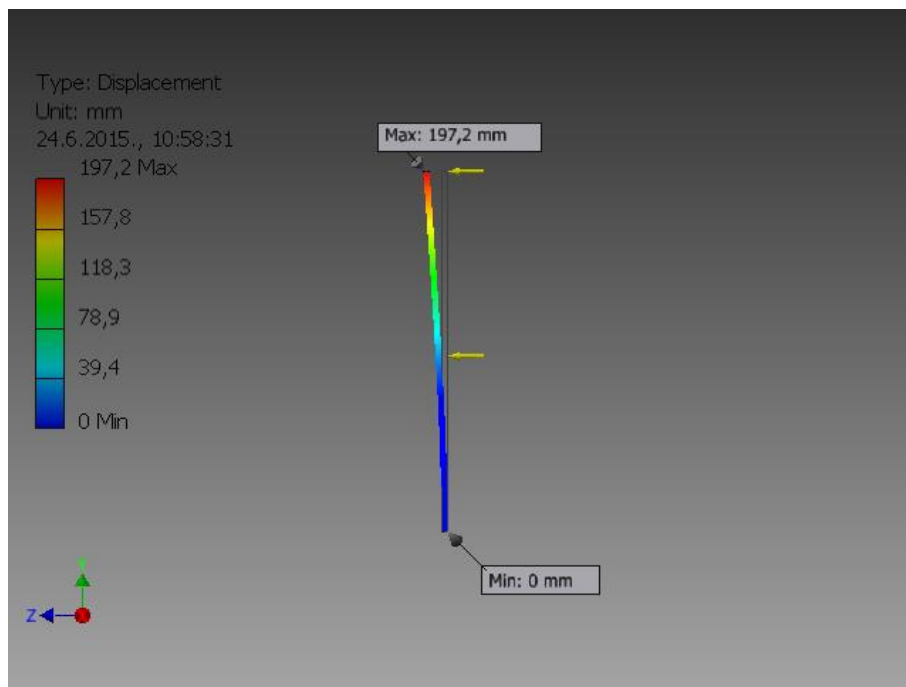 Type: Displacement
Unit: mm
24.6.2015., 10:58:31
197,2 Max
157,8
118,3
78,9
39,4
0 Min
Max: 197,2 mm
Min: 0 mm
Y
Z